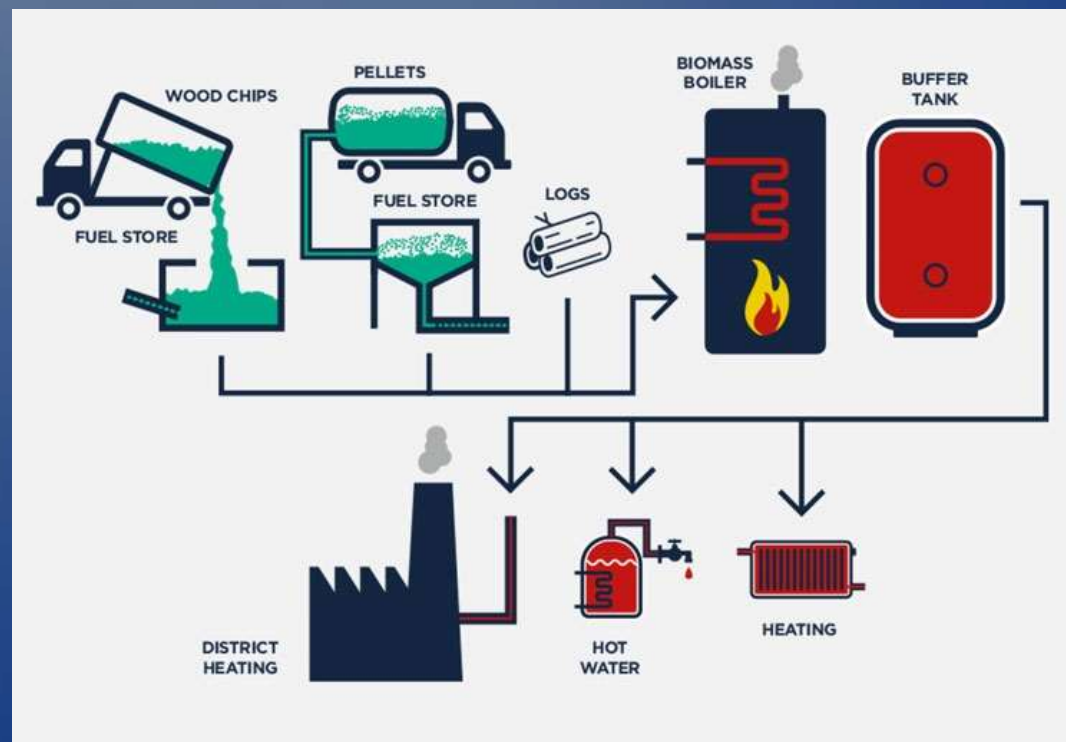 WOOD CHIPS
FUEL STORE
PELLETS
FUEL STORE
LOGS
BIOMASS
BOILER
BUFFER
TANK
DISTRICT
HEATING
HOT
WATER
HEATING